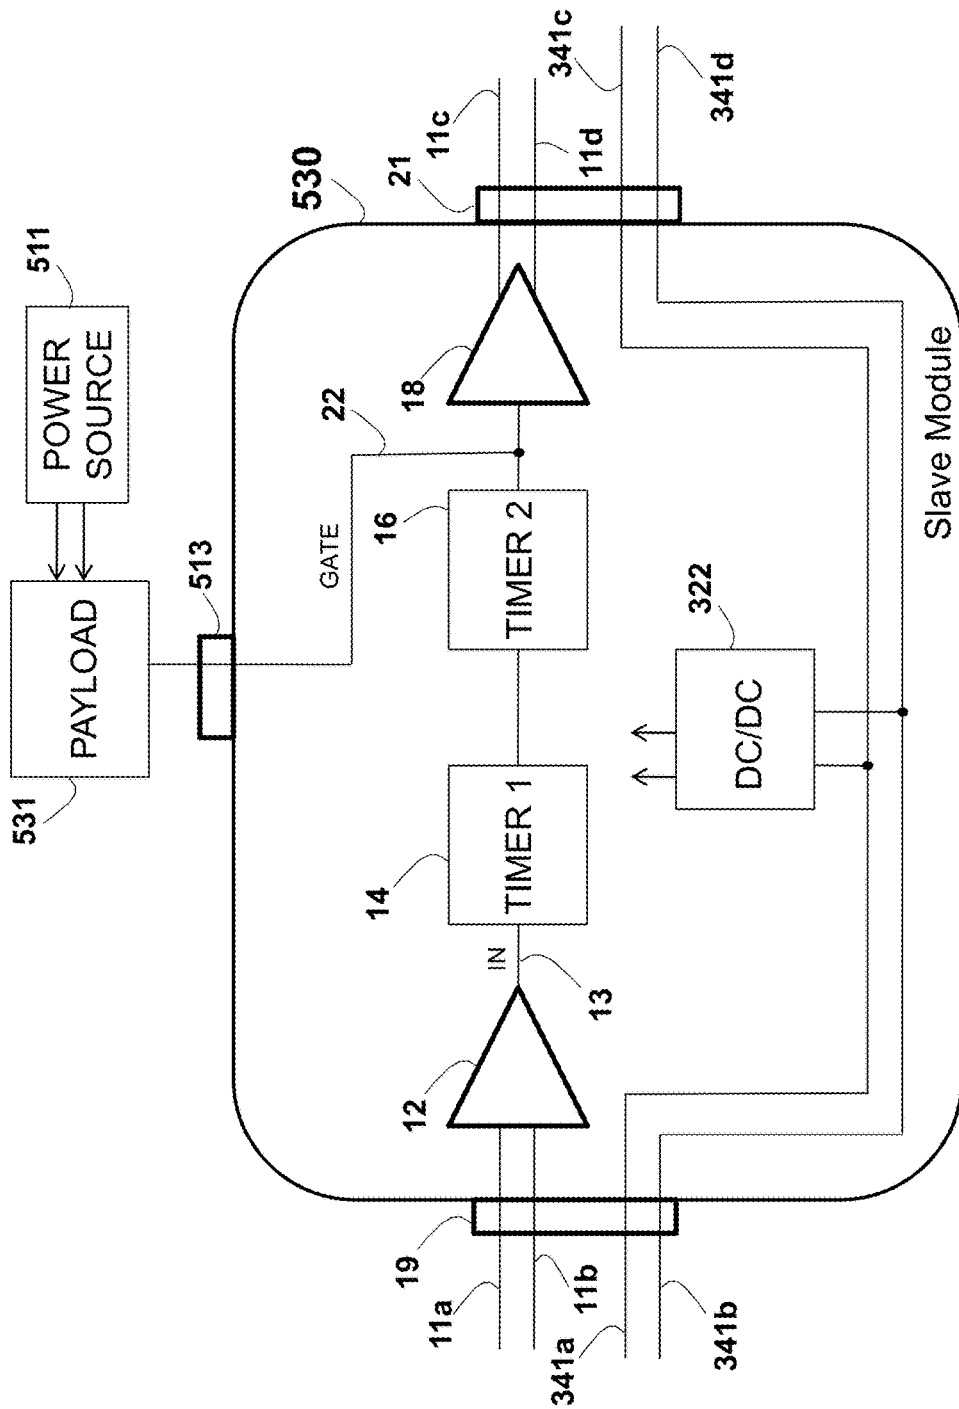 511
POWER
SOURCE
PAYLOAD
531
513
530
GATE
22
11c
11d
21
341c
341d
18
16
TIMER 2
14
TIMER 1
IN
13
12
322
DC/DC
19
11a
11b
341a
341b
Slave Module